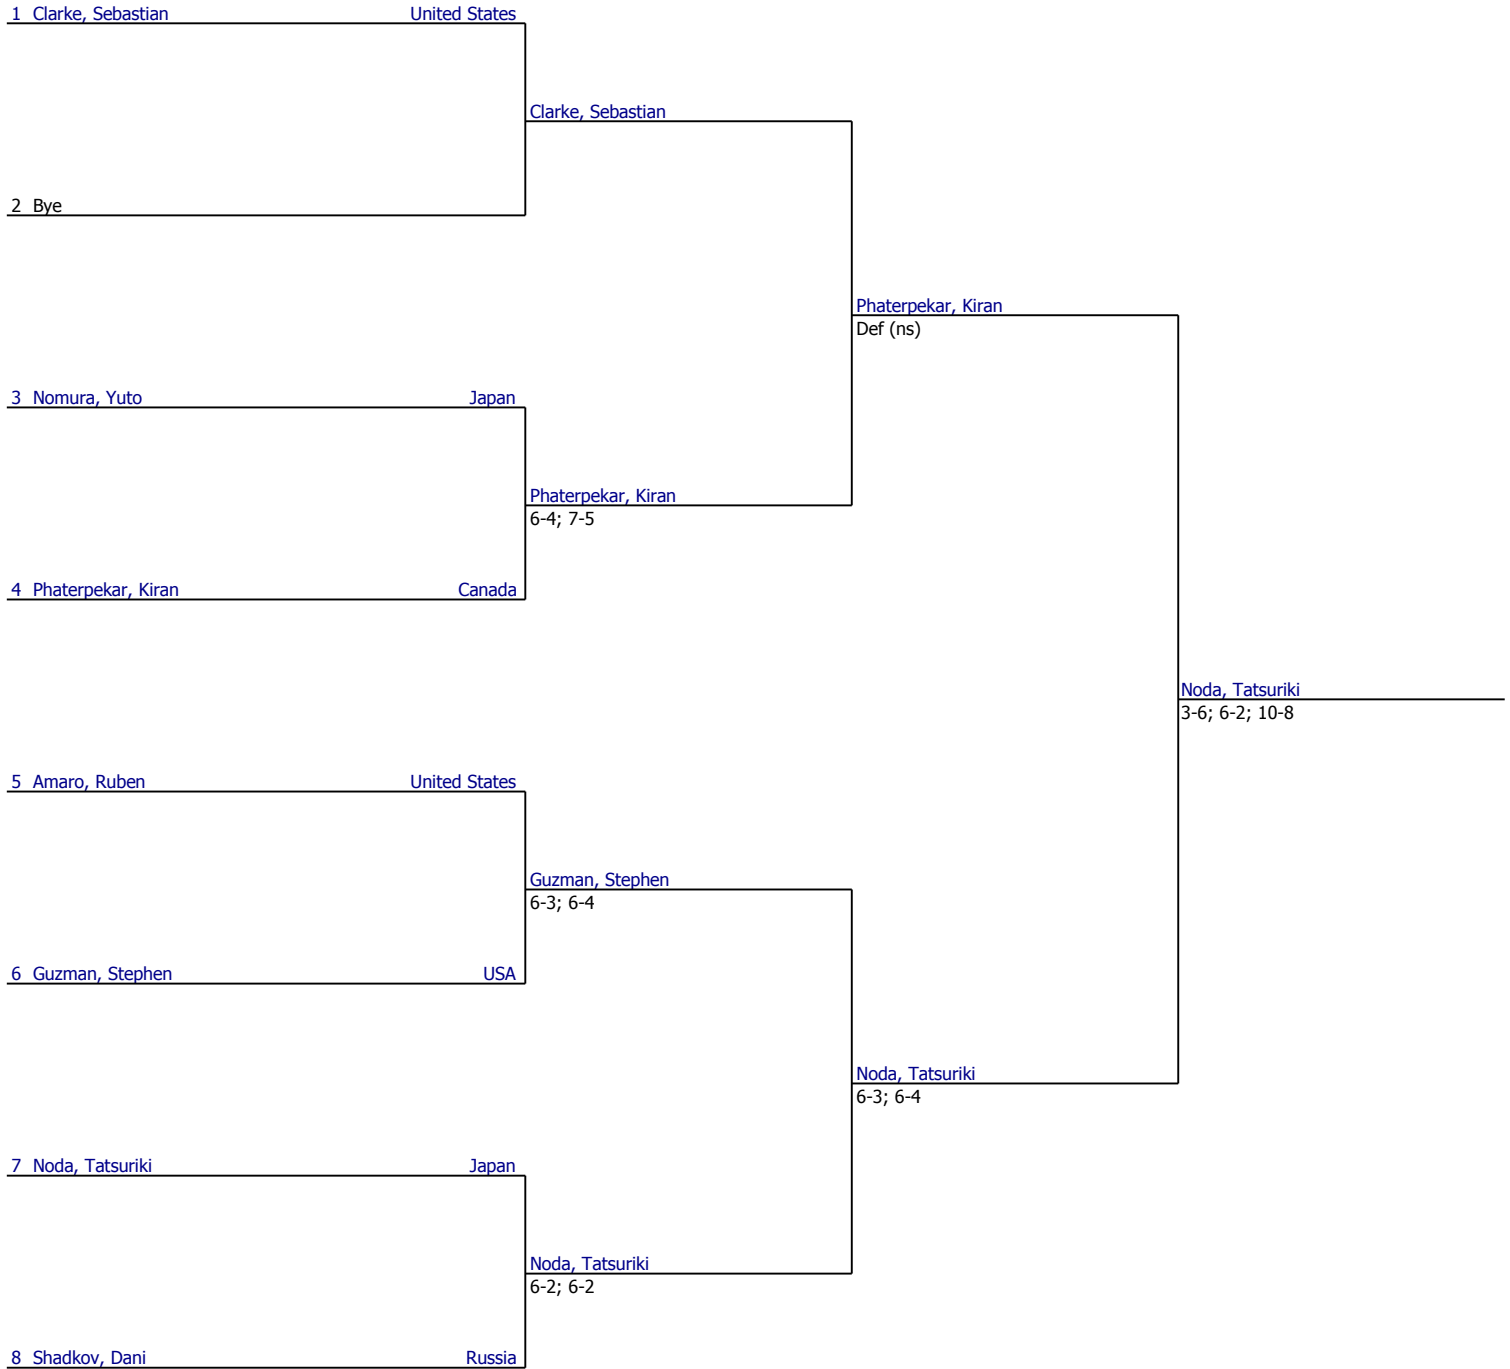 1 Clarke, Sebastian United States
Clarke, Sebastian
2 Bye
Phaterpekar, Kiran
Def (ns)
3 Nomura, Yuto Japan
Phaterpekar, Kiran
6-4; 7-5
4 Phaterpekar, Kiran Canada
Noda, Tatsuriki
3-6; 6-2; 10-8
5 Amaro, Ruben United States
Guzman, Stephen
6-3; 6-4
6 Guzman, Stephen USA
Noda, Tatsuriki
6-3; 6-4
7 Noda, Tatsuriki Japan
Noda, Tatsuriki
6-2; 6-2
8 Shadkov, Dani Russia